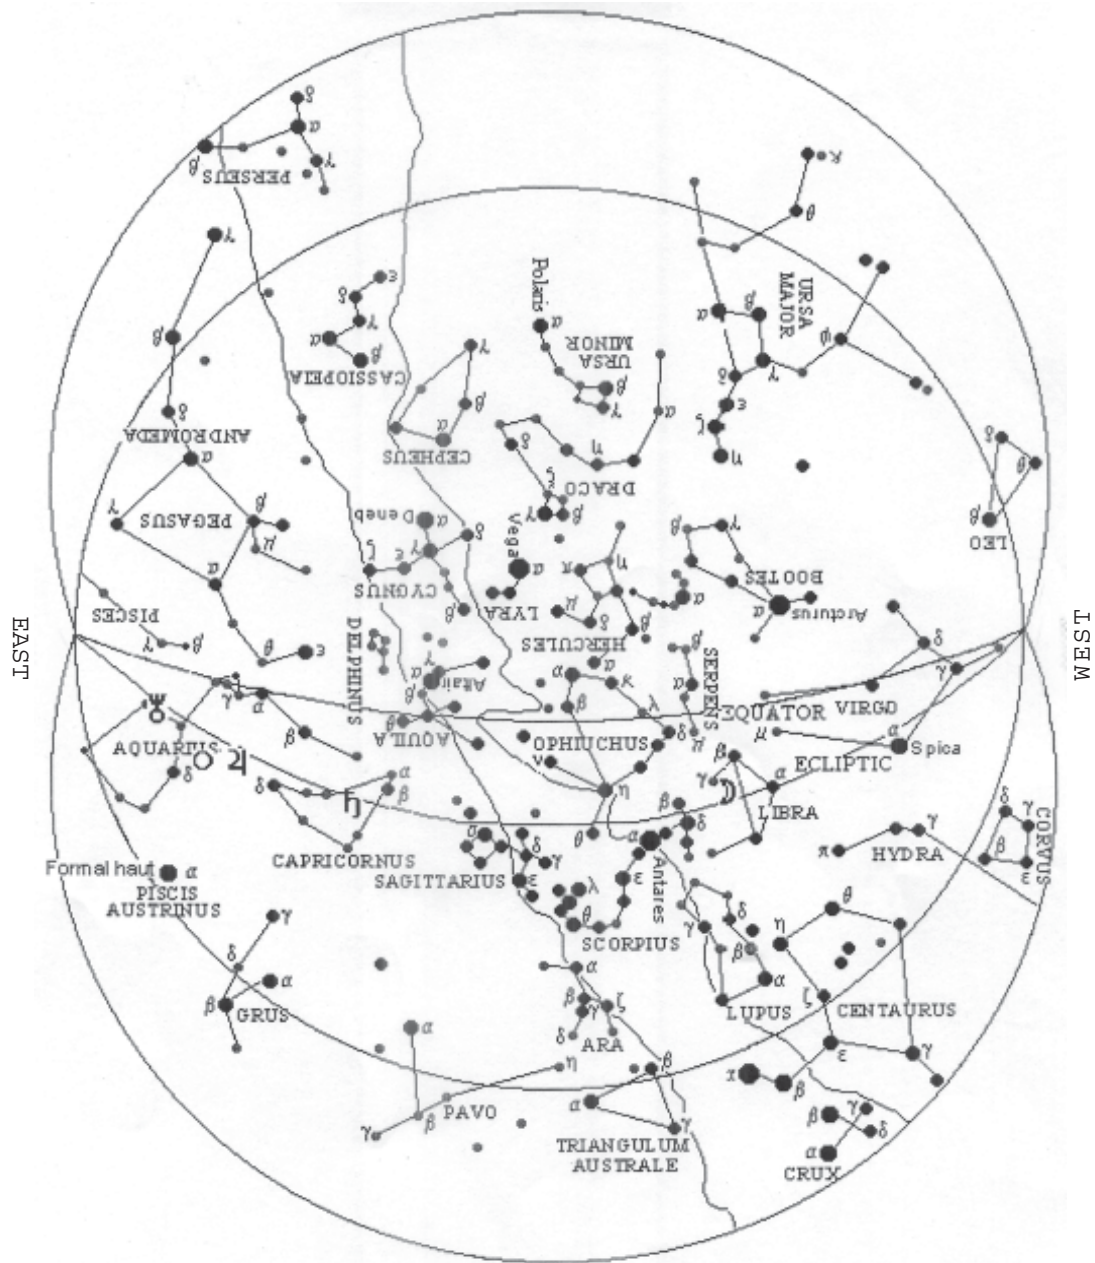 δ
α
β
γ
PERSEUS
γ
κ
θ
ε
δ
γ
α
β
CASSIOPEIA
Polaris
α
URSA
MINOR
β
γ
URSA
MAJOR
α
β
γ
δ
ε
ζ
η
ψ
β
δ
ANDROMEDA
α
γ
β
α
CEPHEUS
α
η
δ
DRACO
ξ
γ
β
δ
θ
β
LEO
γ
PEGASUS
β
μ
α
θ
ε
Deneb
α
δ
γ
ε
ζ
CYGNUS
β
Vega
α
LYRA
π
η
μ
δ
β
HERCULES
α
β
γ
BOOTES
α
Arcturus
PISCES
γ
β
EAST
WEST
DELPHINUS
γ
α
Altair
β
θ
AQUILA
α
α
κ
β
λ
δ
OPHIUCHUS
ν
η
θ
β
SERPENS
α
μ
EQUATOR
VIRGO
δ
γ
μ
α
Spica
ECLIPTIC
γ
α
β
♆
AQUARIUS
δ
♃
♄
δ
α
β
CAPRICORNUS
β
γ
☽
α
LIBRA
π
γ
HYDRA
δ
γ
β
ε
CORVUS
Formal haut
α
PISCIS
AUSTRINUS
σ
δ
γ
ε
SAGITTARIUS
δ
α
Antares
ε
λ
θ
SCORPIUS
γ
δ
β
α
LUPUS
θ
η
ζ
CENTAURUS
ε
γ
β
γ
δ
α
β
GRUS
α
β
γ
ζ
δ
ARA
α
η
β
γ
PAVO
β
α
γ
TRIANGULUM
AUSTRALE
β
γ
δ
α
CRUX